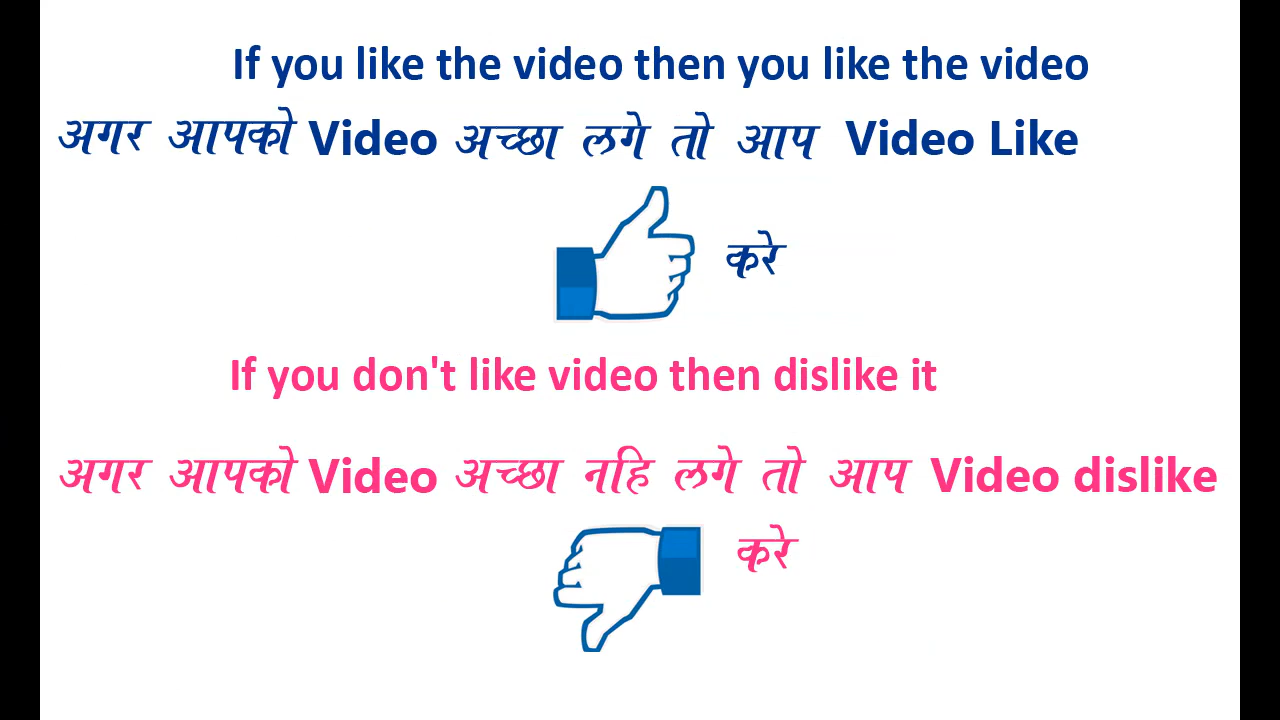 If you like the video then you like the video
अगर आपको Video अच्छा लगे तो आप Video Like
करे
If you don't like video then dislike it
अगर आपको Video अच्छा नहि लगे तो आप Video dislike
करे